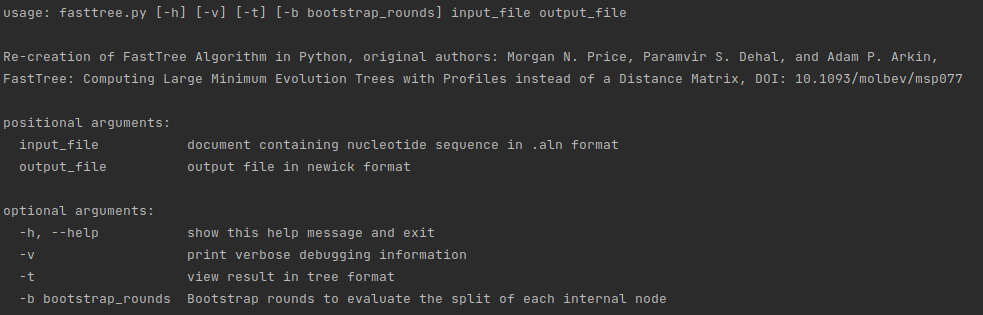 usage: fasttree.py [-h] [-v] [-t] [-b bootstrap_rounds] input_file output_file
Re-creation of FastTree Algorithm in Python, original authors: Morgan N. Price, Paramvir S. Dehal, and Adam P. Arkin,
FastTree: Computing Large Minimum Evolution Trees with Profiles instead of a Distance Matrix, DOI: 10.1093/molbev/msp077
positional arguments:
input_file document containing nucleotide sequence in .aln format
output_file output file in newick format
optional arguments:
-h, --help show this help message and exit
-v print verbose debugging information
-t view result in tree format
-b bootstrap_rounds Bootstrap rounds to evaluate the split of each internal node